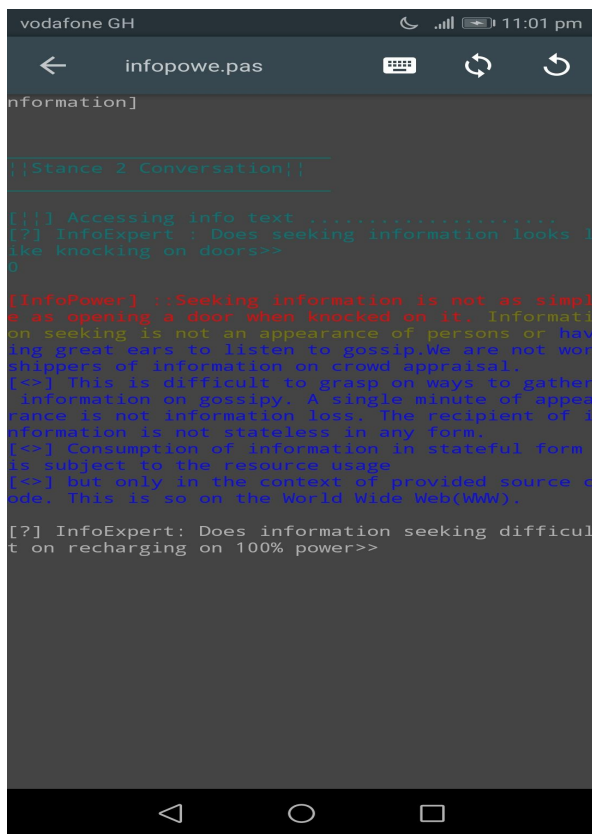 vodafone GH 11:01 pm
infopowe.pas
nformation]
¦¦Stance 2 Conversation¦¦
[¦¦] Accessing info text .....................
[?] InfoExpert : Does seeking information looks l
ike knocking on doors>>
0
[InfoPower] ::Seeking information is not as simpl
e as opening a door when knocked on it. Informati
on seeking is not an appearance of persons or hav
ing great ears to listen to gossip.We are not wor
shippers of information on crowd appraisal.
[<>] This is difficult to grasp on ways to gather
 information on gossipy. A single minute of appea
rance is not information loss. The recipient of i
nformation is not stateless in any form.
[<>] Consumption of information in stateful form
is subject to the resource usage
[<>] but only in the context of provided source c
ode. This is so on the World Wide Web(WWW).
[?] InfoExpert: Does information seeking difficul
t on recharging on 100% power>>